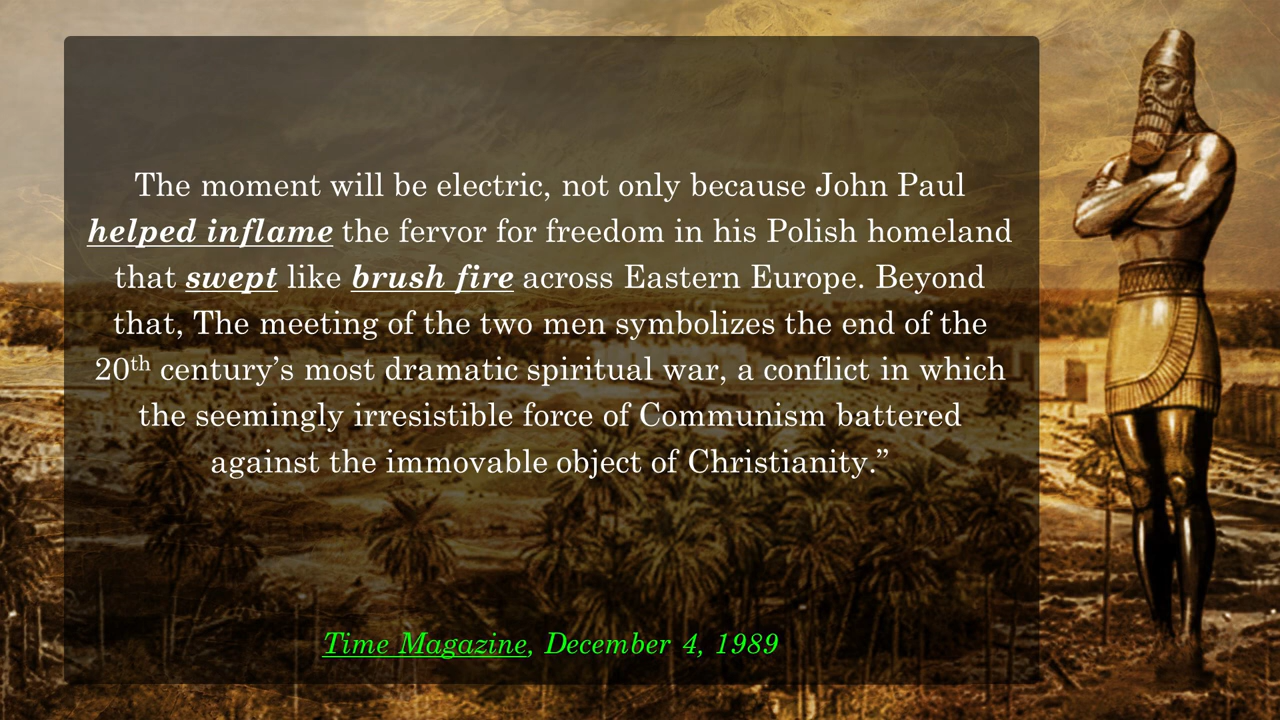 The moment will be electric, not only because John Paul
helped inflame the fervor for freedom in his Polish homeland
that swept like brush fire across Eastern Europe. Beyond
that, The meeting of the two men symbolizes the end of the
20th century’s most dramatic spiritual war, a conflict in which
the seemingly irresistible force of Communism battered
against the immovable object of Christianity.”
Time Magazine, December 4, 1989